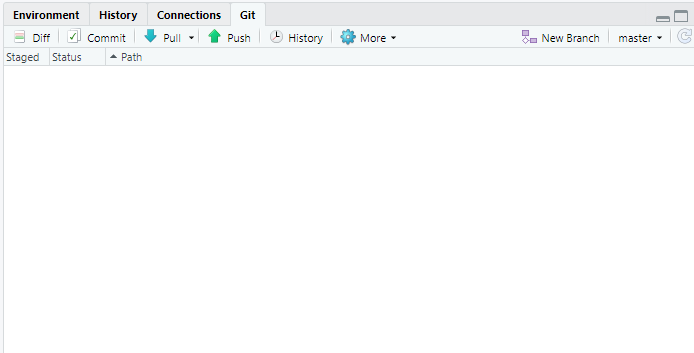 Environment History Connections Git
Diff Commit Pull Push History More New Branch master
Staged Status Path